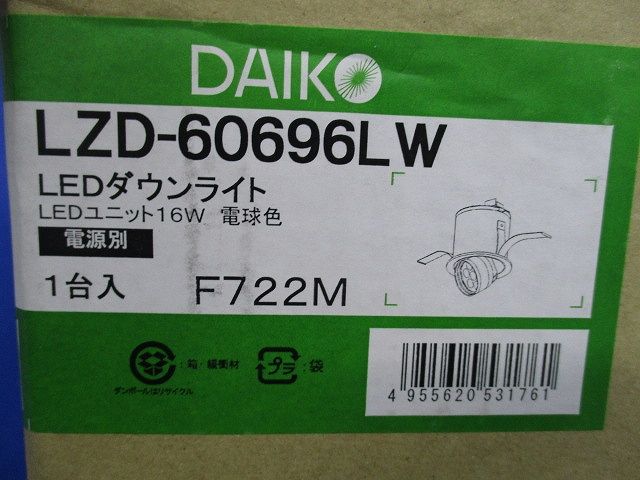 DAIKO
LZD-60696LW
LEDダウンライト
LEDユニット16W 電球色
電源別
1台入 F722M
:箱・緩衝材
プラ :袋
ダンボールはリサイクル
4 955620 531761